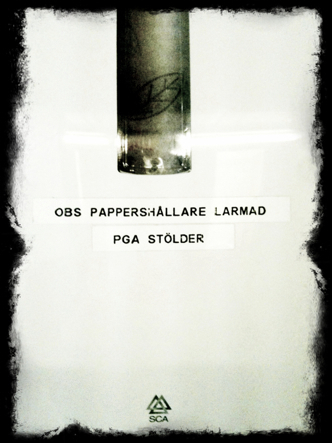 OBS PAPPERSHÅLLARE LARMAD
PGA STÖLDER
SCA